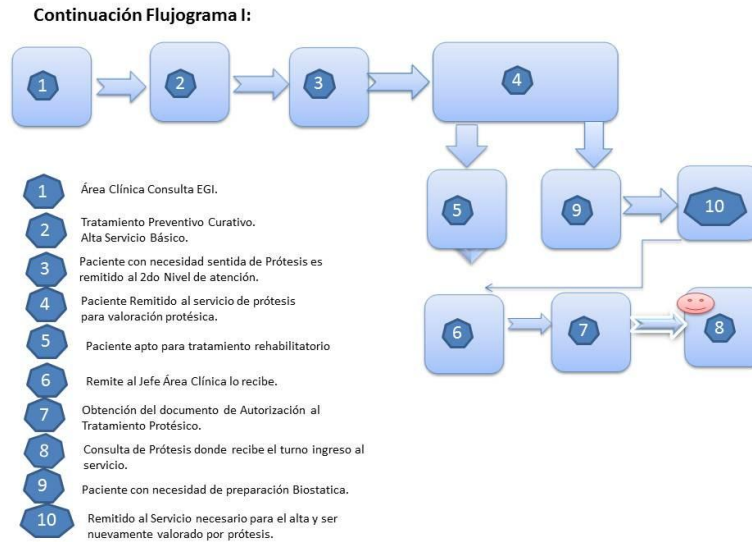 Continuación Flujograma I:
1
2
3
4
5
9
10
6
7
8
1 Área Clínica Consulta EGI.
2 Tratamiento Preventivo Curativo.
Alta Servicio Básico.
3 Paciente con necesidad sentida de Prótesis es
remitido al 2do Nivel de atención.
4 Paciente Remitido al servicio de prótesis
para valoración protésica.
5 Paciente apto para tratamiento rehabilitatorio
6 Remite al Jefe Área Clínica lo recibe.
7 Obtención del documento de Autorización al
Tratamiento Protésico.
8 Consulta de Prótesis donde recibe el turno ingreso al
servicio.
9 Paciente con necesidad de preparación Biostatica.
10 Remitido al Servicio necesario para el alta y ser
nuevamente valorado por prótesis.